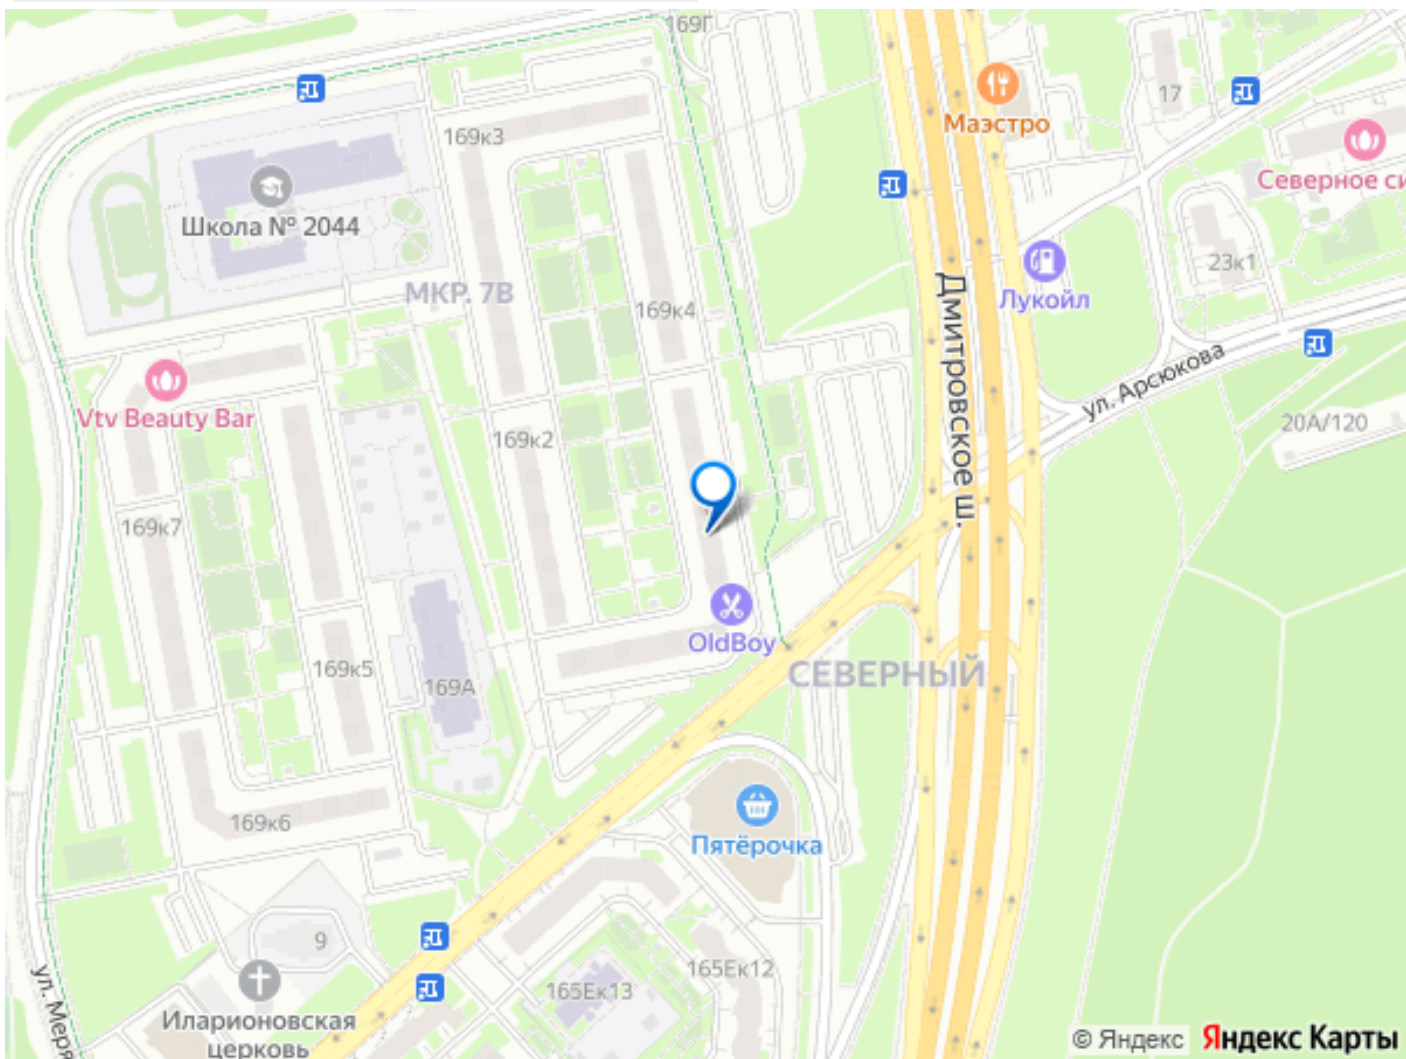 169Г
17
Маэстро
169к3
Северное си
Школа № 2044
23к1
МКР. 7В
Лукойл
169к4
Дмитровское ш.
ул. Арсюкова
Vtv Beauty Bar
20А/120
169к2
169к7
OldBoy
СЕВЕРНЫЙ
169к5
169А
169к6
Пятёрочка
9
165Ек12
165Ек13
ул. Меря
Иларионовская
церковь
© Яндекс Яндекс Карты